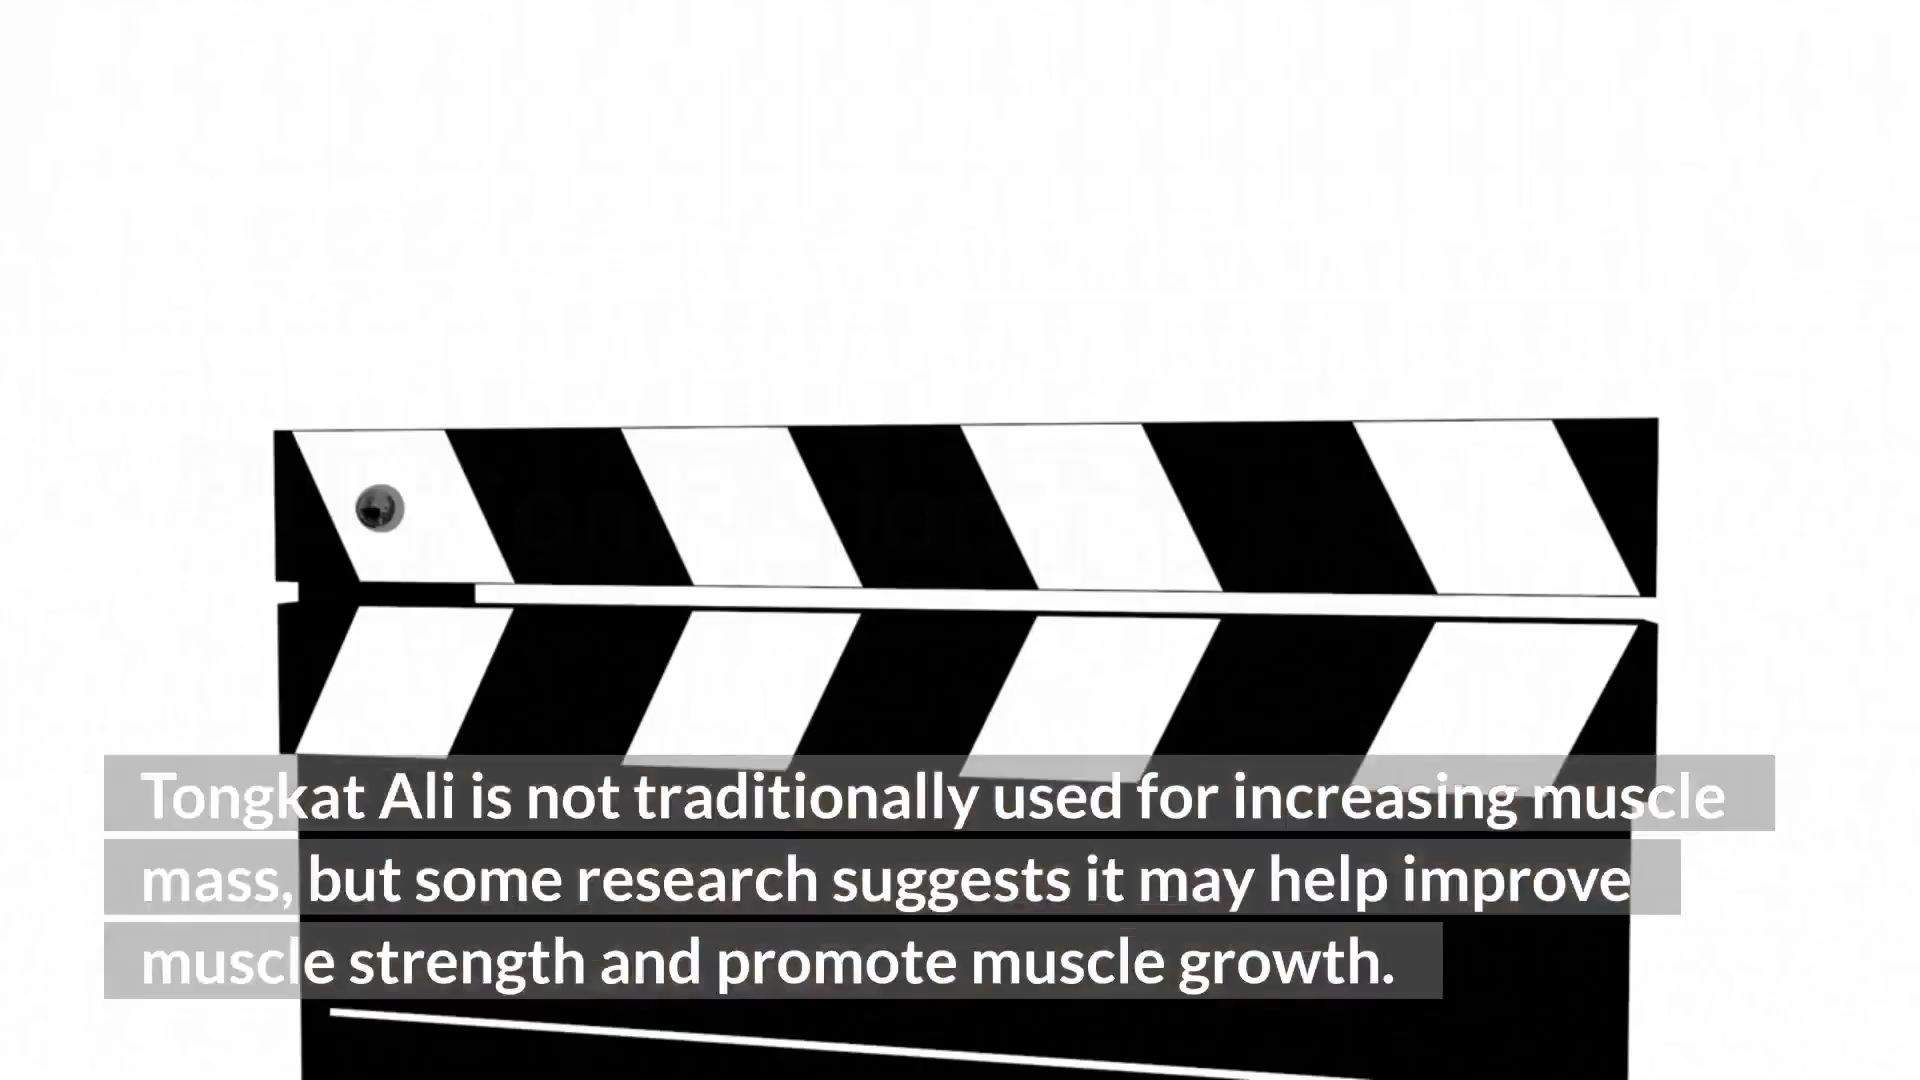 Tongkat Ali is not traditionally used for increasing muscle
mass, but some research suggests it may help improve
muscle strength and promote muscle growth.